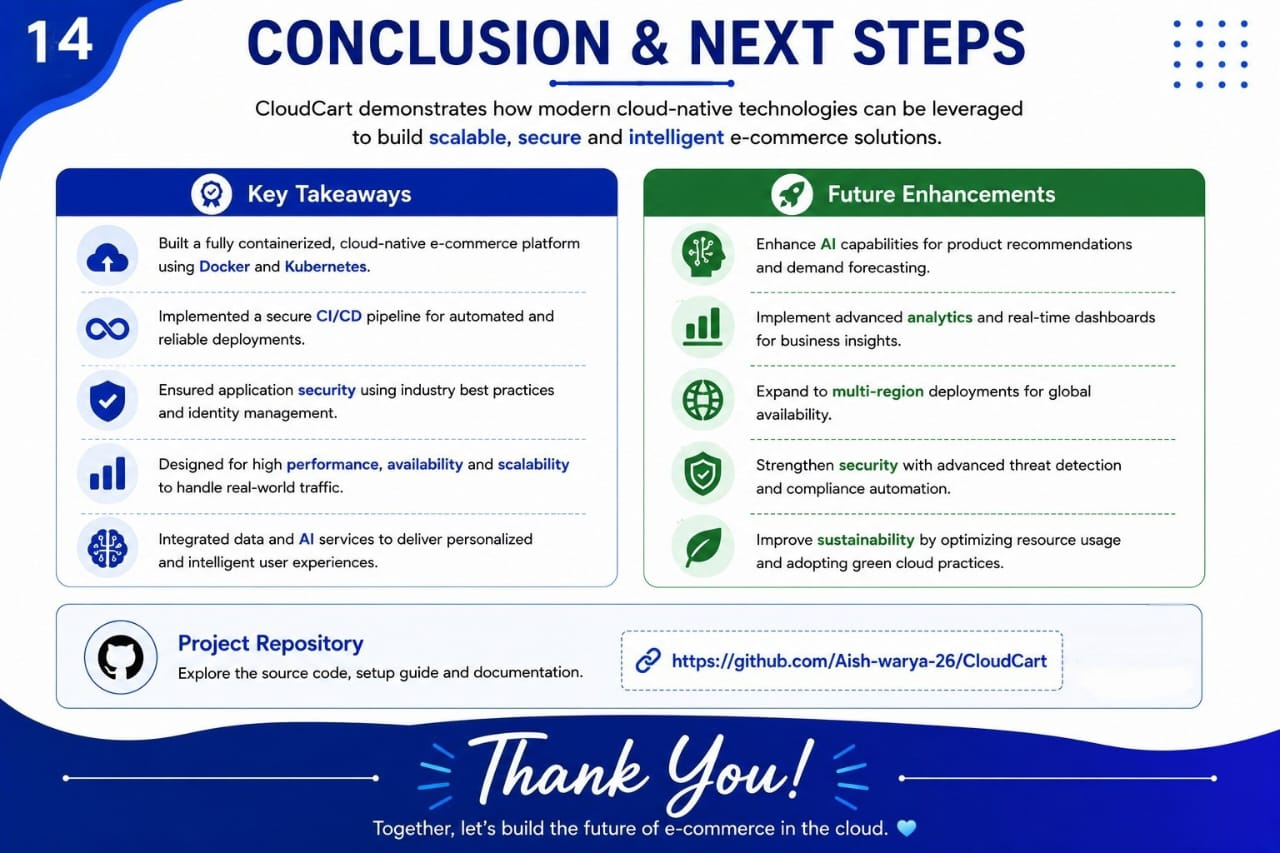 14
CONCLUSION & NEXT STEPS
CloudCart demonstrates how modern cloud-native technologies can be leveraged
to build scalable, secure and intelligent e-commerce solutions.
Key Takeaways
Built a fully containerized, cloud-native e-commerce platform
using Docker and Kubernetes.
Implemented a secure CI/CD pipeline for automated and
reliable deployments.
Ensured application security using industry best practices
and identity management.
Designed for high performance, availability and scalability
to handle real-world traffic.
Integrated data and AI services to deliver personalized
and intelligent user experiences.
Future Enhancements
Enhance AI capabilities for product recommendations
and demand forecasting.
Implement advanced analytics and real-time dashboards
for business insights.
Expand to multi-region deployments for global
availability.
Strengthen security with advanced threat detection
and compliance automation.
Improve sustainability by optimizing resource usage
and adopting green cloud practices.
Project Repository
Explore the source code, setup guide and documentation.
https://github.com/Aish-warya-26/CloudCart
Thank You!
Together, let's build the future of e-commerce in the cloud. 💙